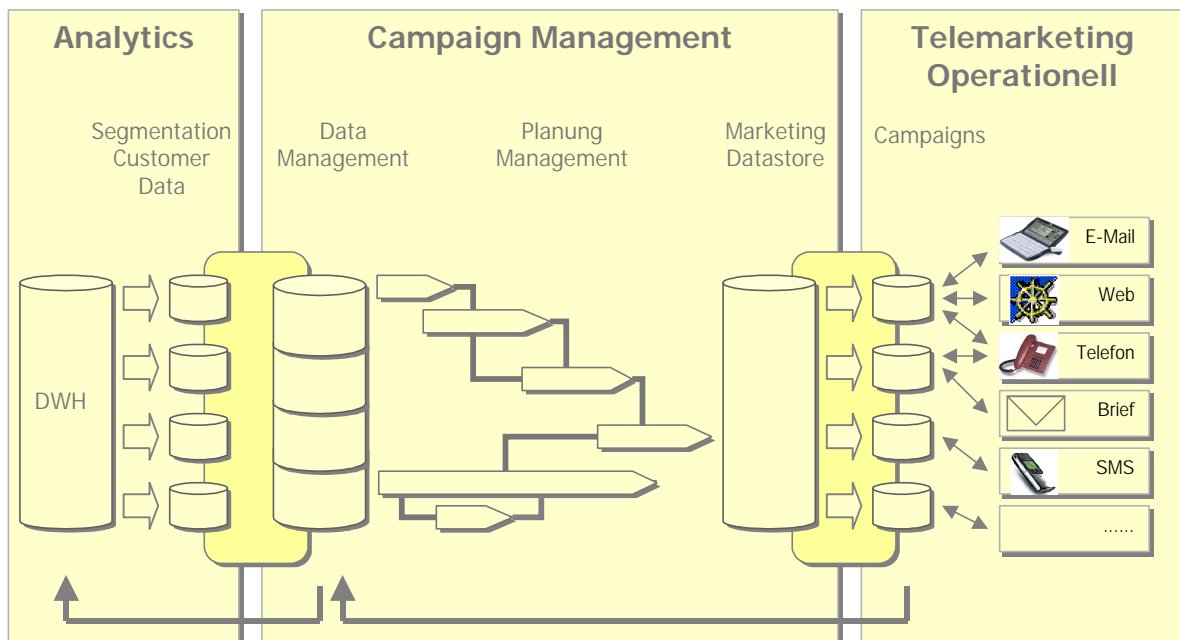 Analytics
Campaign Management
Telemarketing
Operationell
Segmentation
Customer
Data
Data
Management
Planung
Management
Marketing
Datastore
Campaigns
DWH
E-Mail
Web
Telefon
Brief
SMS
......